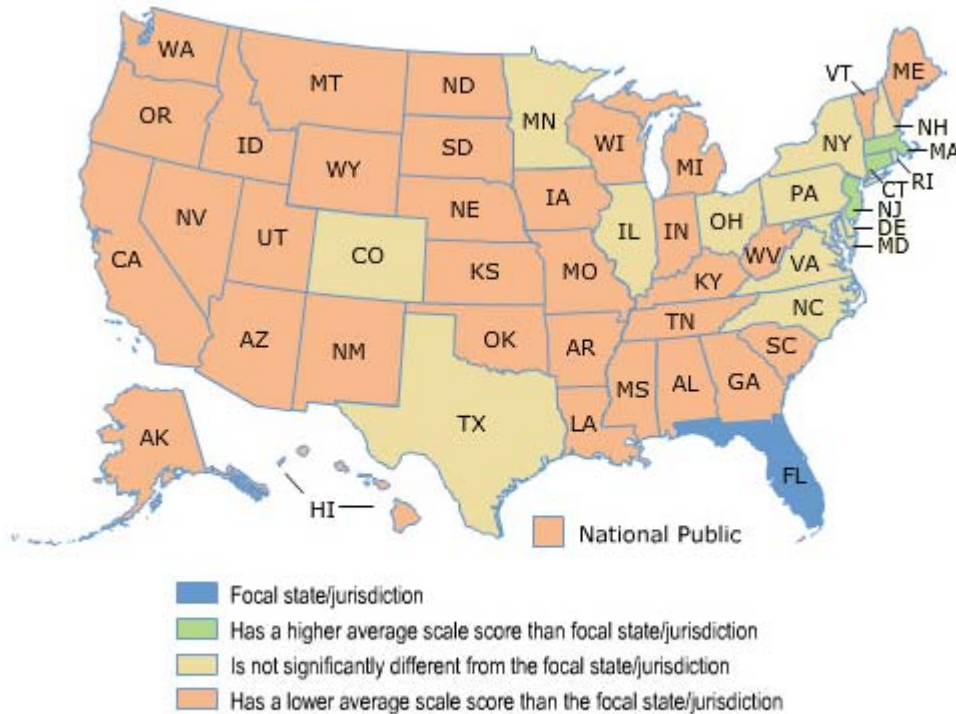 WA
MT
ND
MN
VT
ME
OR
ID
SD
WI
MI
NY
NH
MA
WY
RI
CT
NV
NE
IA
PA
NJ
UT
CO
IL
IN
OH
DE
MD
CA
KS
MO
WV
VA
KY
AZ
NM
OK
AR
TN
NC
SC
MS
AL
GA
TX
LA
AK
FL
HI
National Public
Focal state/jurisdiction
Has a higher average scale score than focal state/jurisdiction
Is not significantly different from the focal state/jurisdiction
Has a lower average scale score than the focal state/jurisdiction